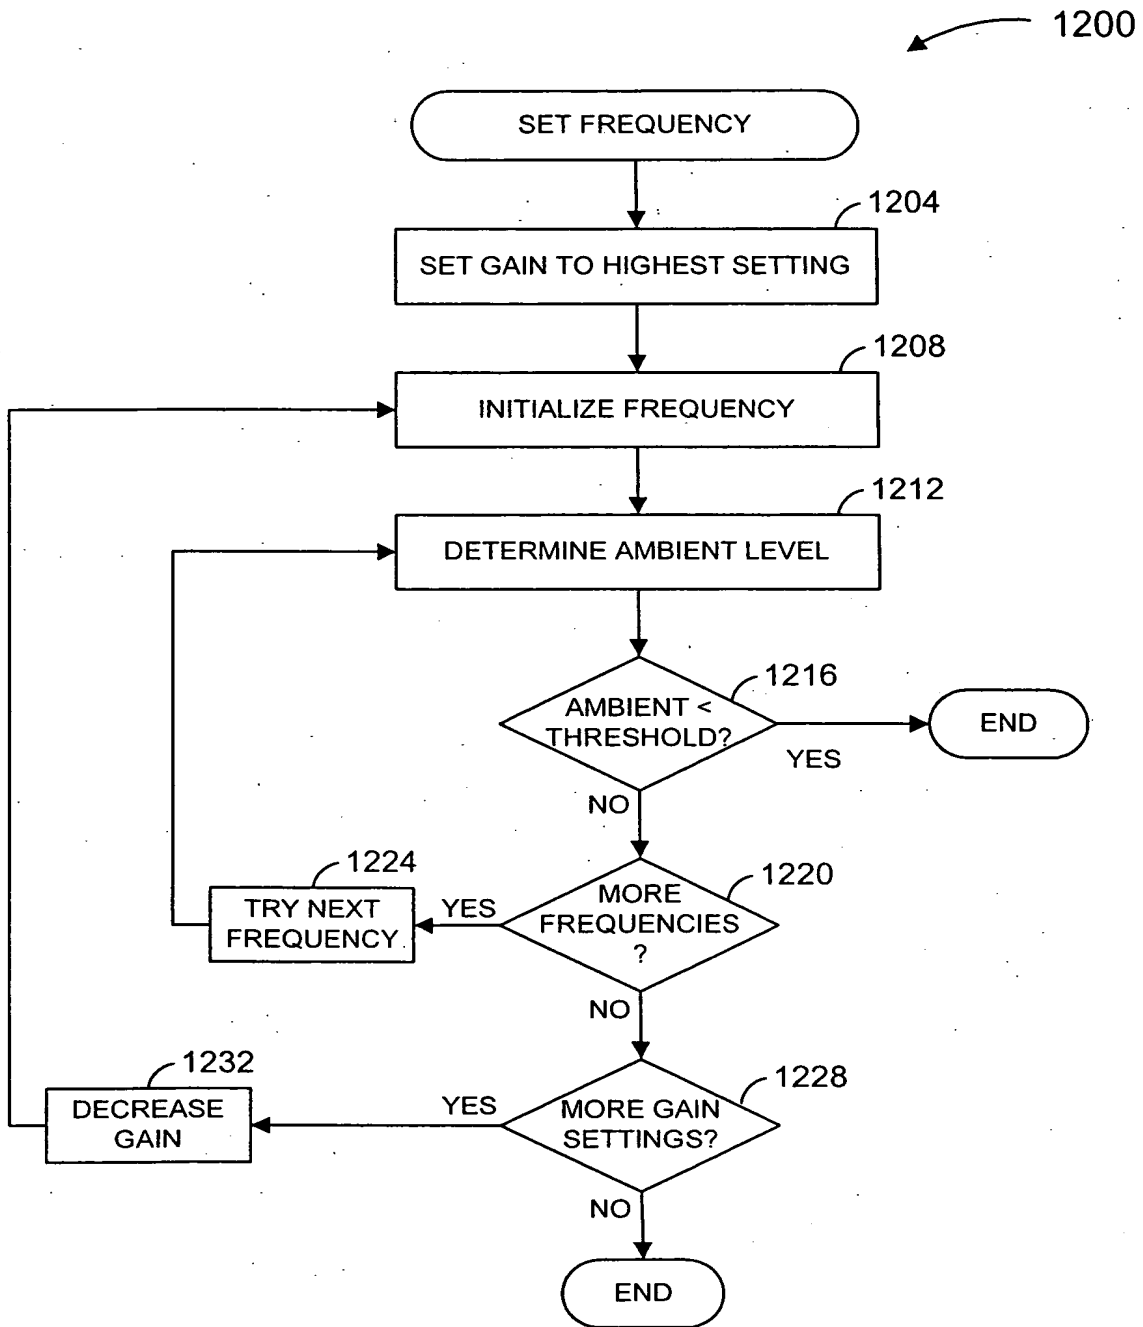 1200
SET FREQUENCY
1204
SET GAIN TO HIGHEST SETTING
1208
INITIALIZE FREQUENCY
1212
DETERMINE AMBIENT LEVEL
1216
AMBIENT <
THRESHOLD?
YES
END
NO
1220
MORE
FREQUENCIES
?
YES
1224
TRY NEXT
FREQUENCY
NO
1228
MORE GAIN
SETTINGS?
YES
1232
DECREASE
GAIN
NO
END